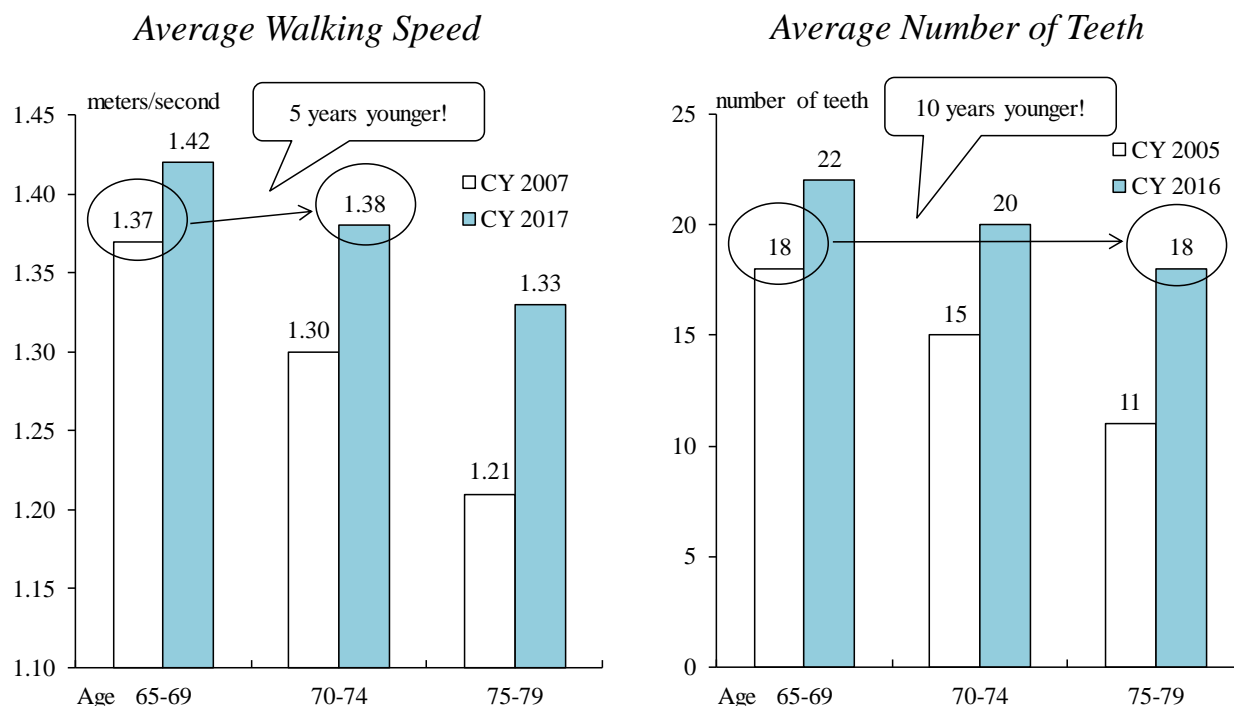 Average Walking Speed
meters/second
5 years younger!
1.45
1.40
1.35
1.30
1.25
1.20
1.15
1.10
1.37
1.42
1.30
1.38
1.21
1.33
CY 2007
CY 2017
Age 65-69 70-74 75-79
Average Number of Teeth
number of teeth
10 years younger!
25
20
15
10
5
0
18
22
15
20
11
18
CY 2005
CY 2016
Age 65-69 70-74 75-79